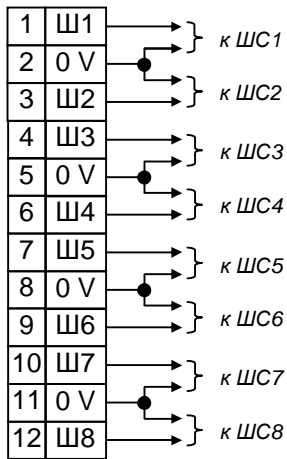 1 Ш1
к ШС1
2 0 V
к ШС2
3 Ш2
4 Ш3
к ШС3
5 0 V
к ШС4
6 Ш4
7 Ш5
к ШС5
8 0 V
к ШС6
9 Ш6
10 Ш7
к ШС7
11 0 V
к ШС8
12 Ш8